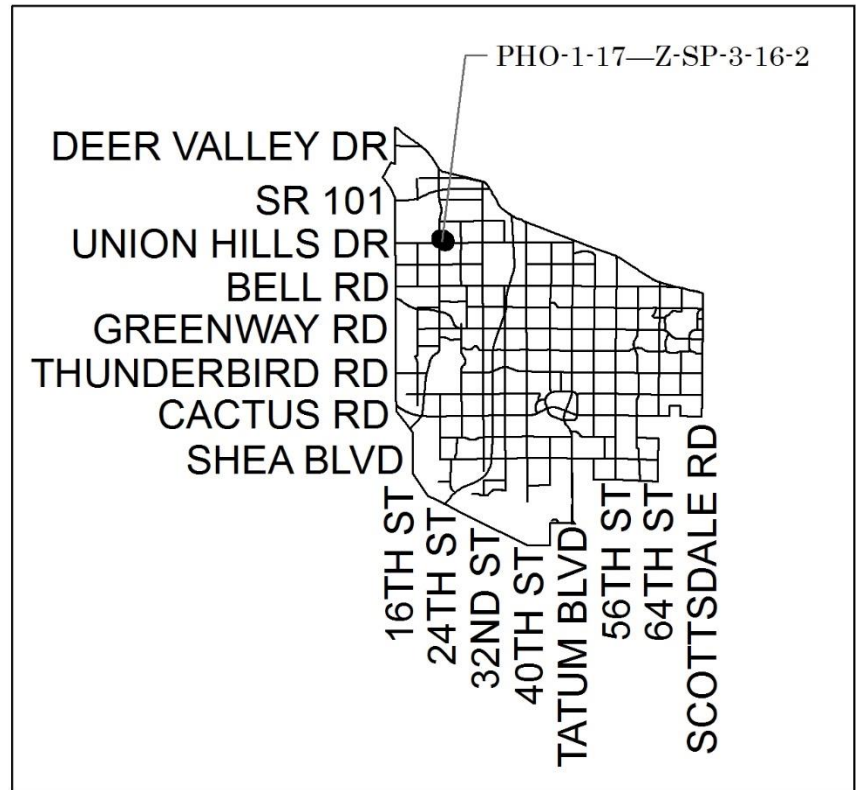 PHO-1-17—Z-SP-3-16-2
DEER VALLEY DR
SR 101
UNION HILLS DR
BELL RD
GREENWAY RD
THUNDERBIRD RD
CACTUS RD
SHEA BLVD
16TH ST
24TH ST
32ND ST
40TH ST
TATUM BLVD
56TH ST
64TH ST
SCOTTSDALE RD